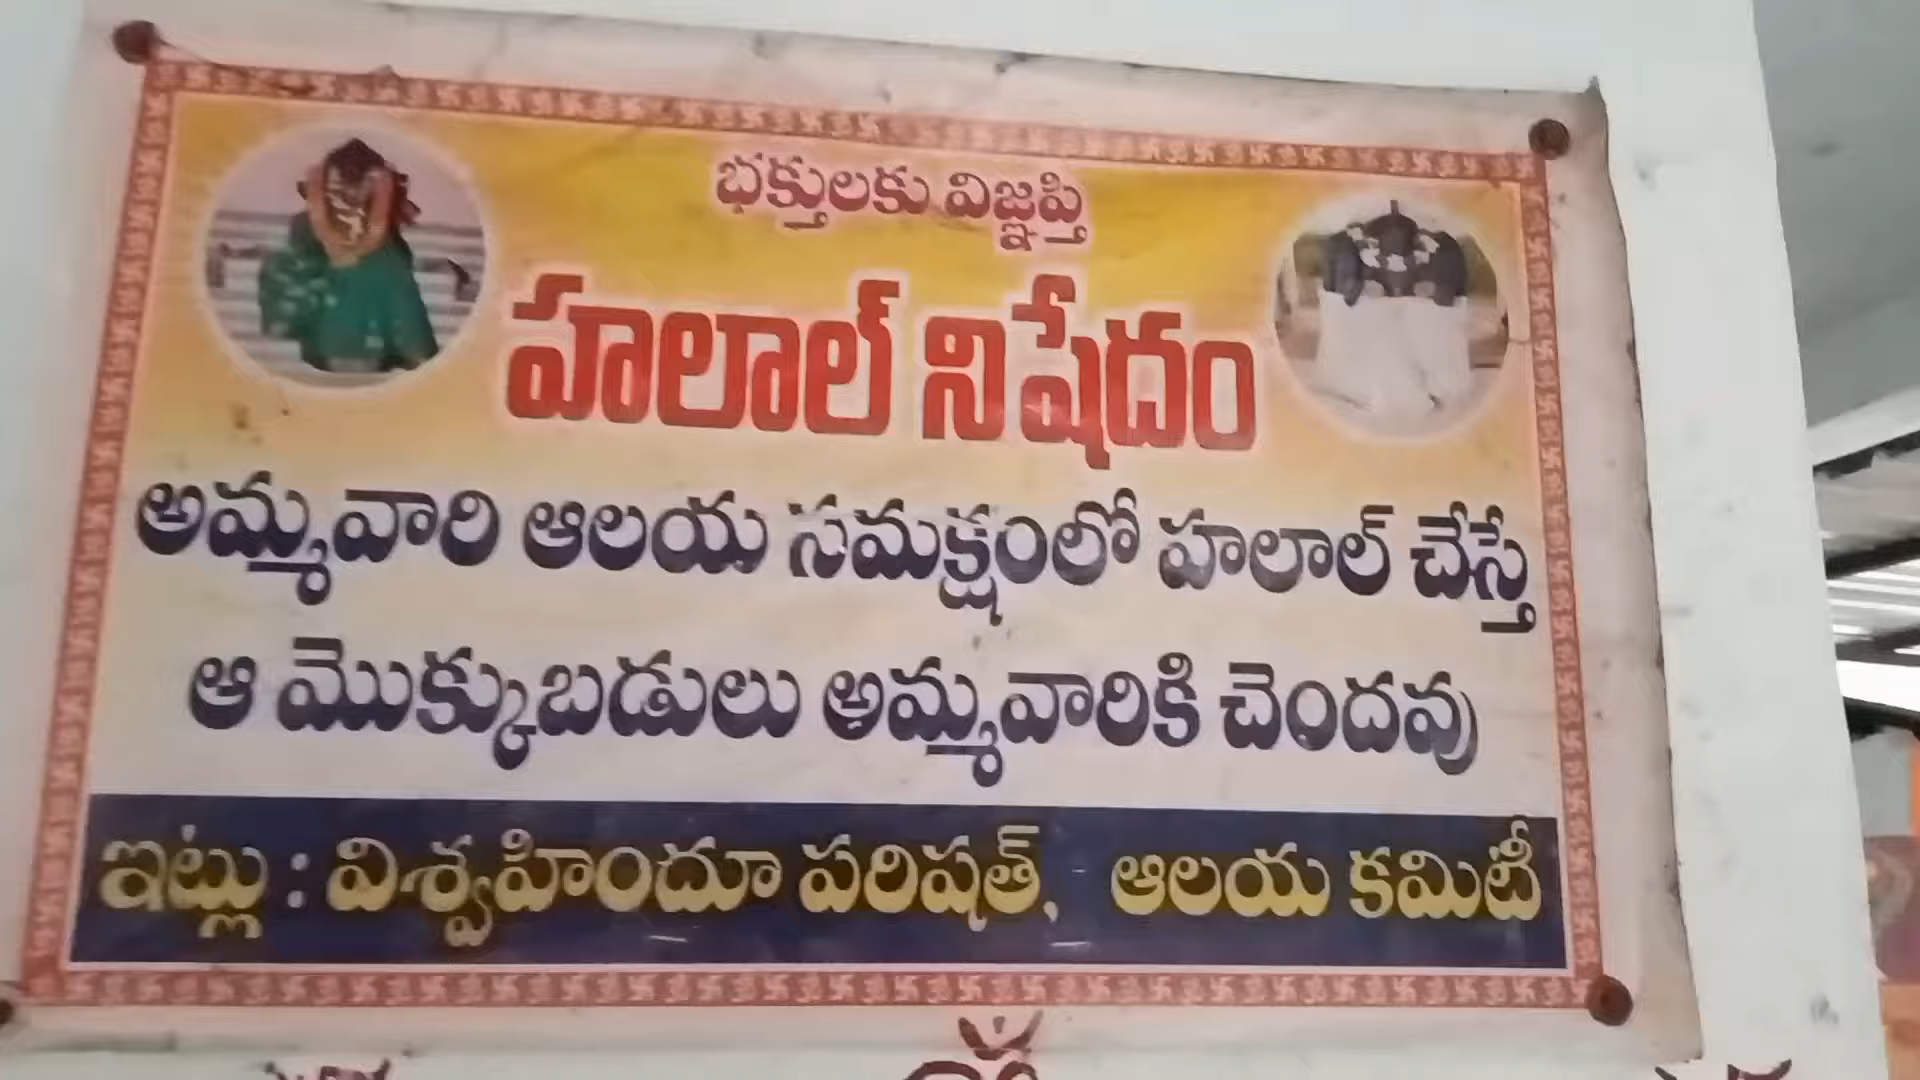 భక్తులకు విజ్ఞప్తి
హలాల్ నిషేదం
అమ్మవారి ఆలయ సమక్షంలో హలాల్ చేస్తే
ఆ మొక్కుబడులు అమ్మవారికి చెందవు
ఇట్లు : విశ్వహిందూ పరిషత్, ఆలయ కమిటీ